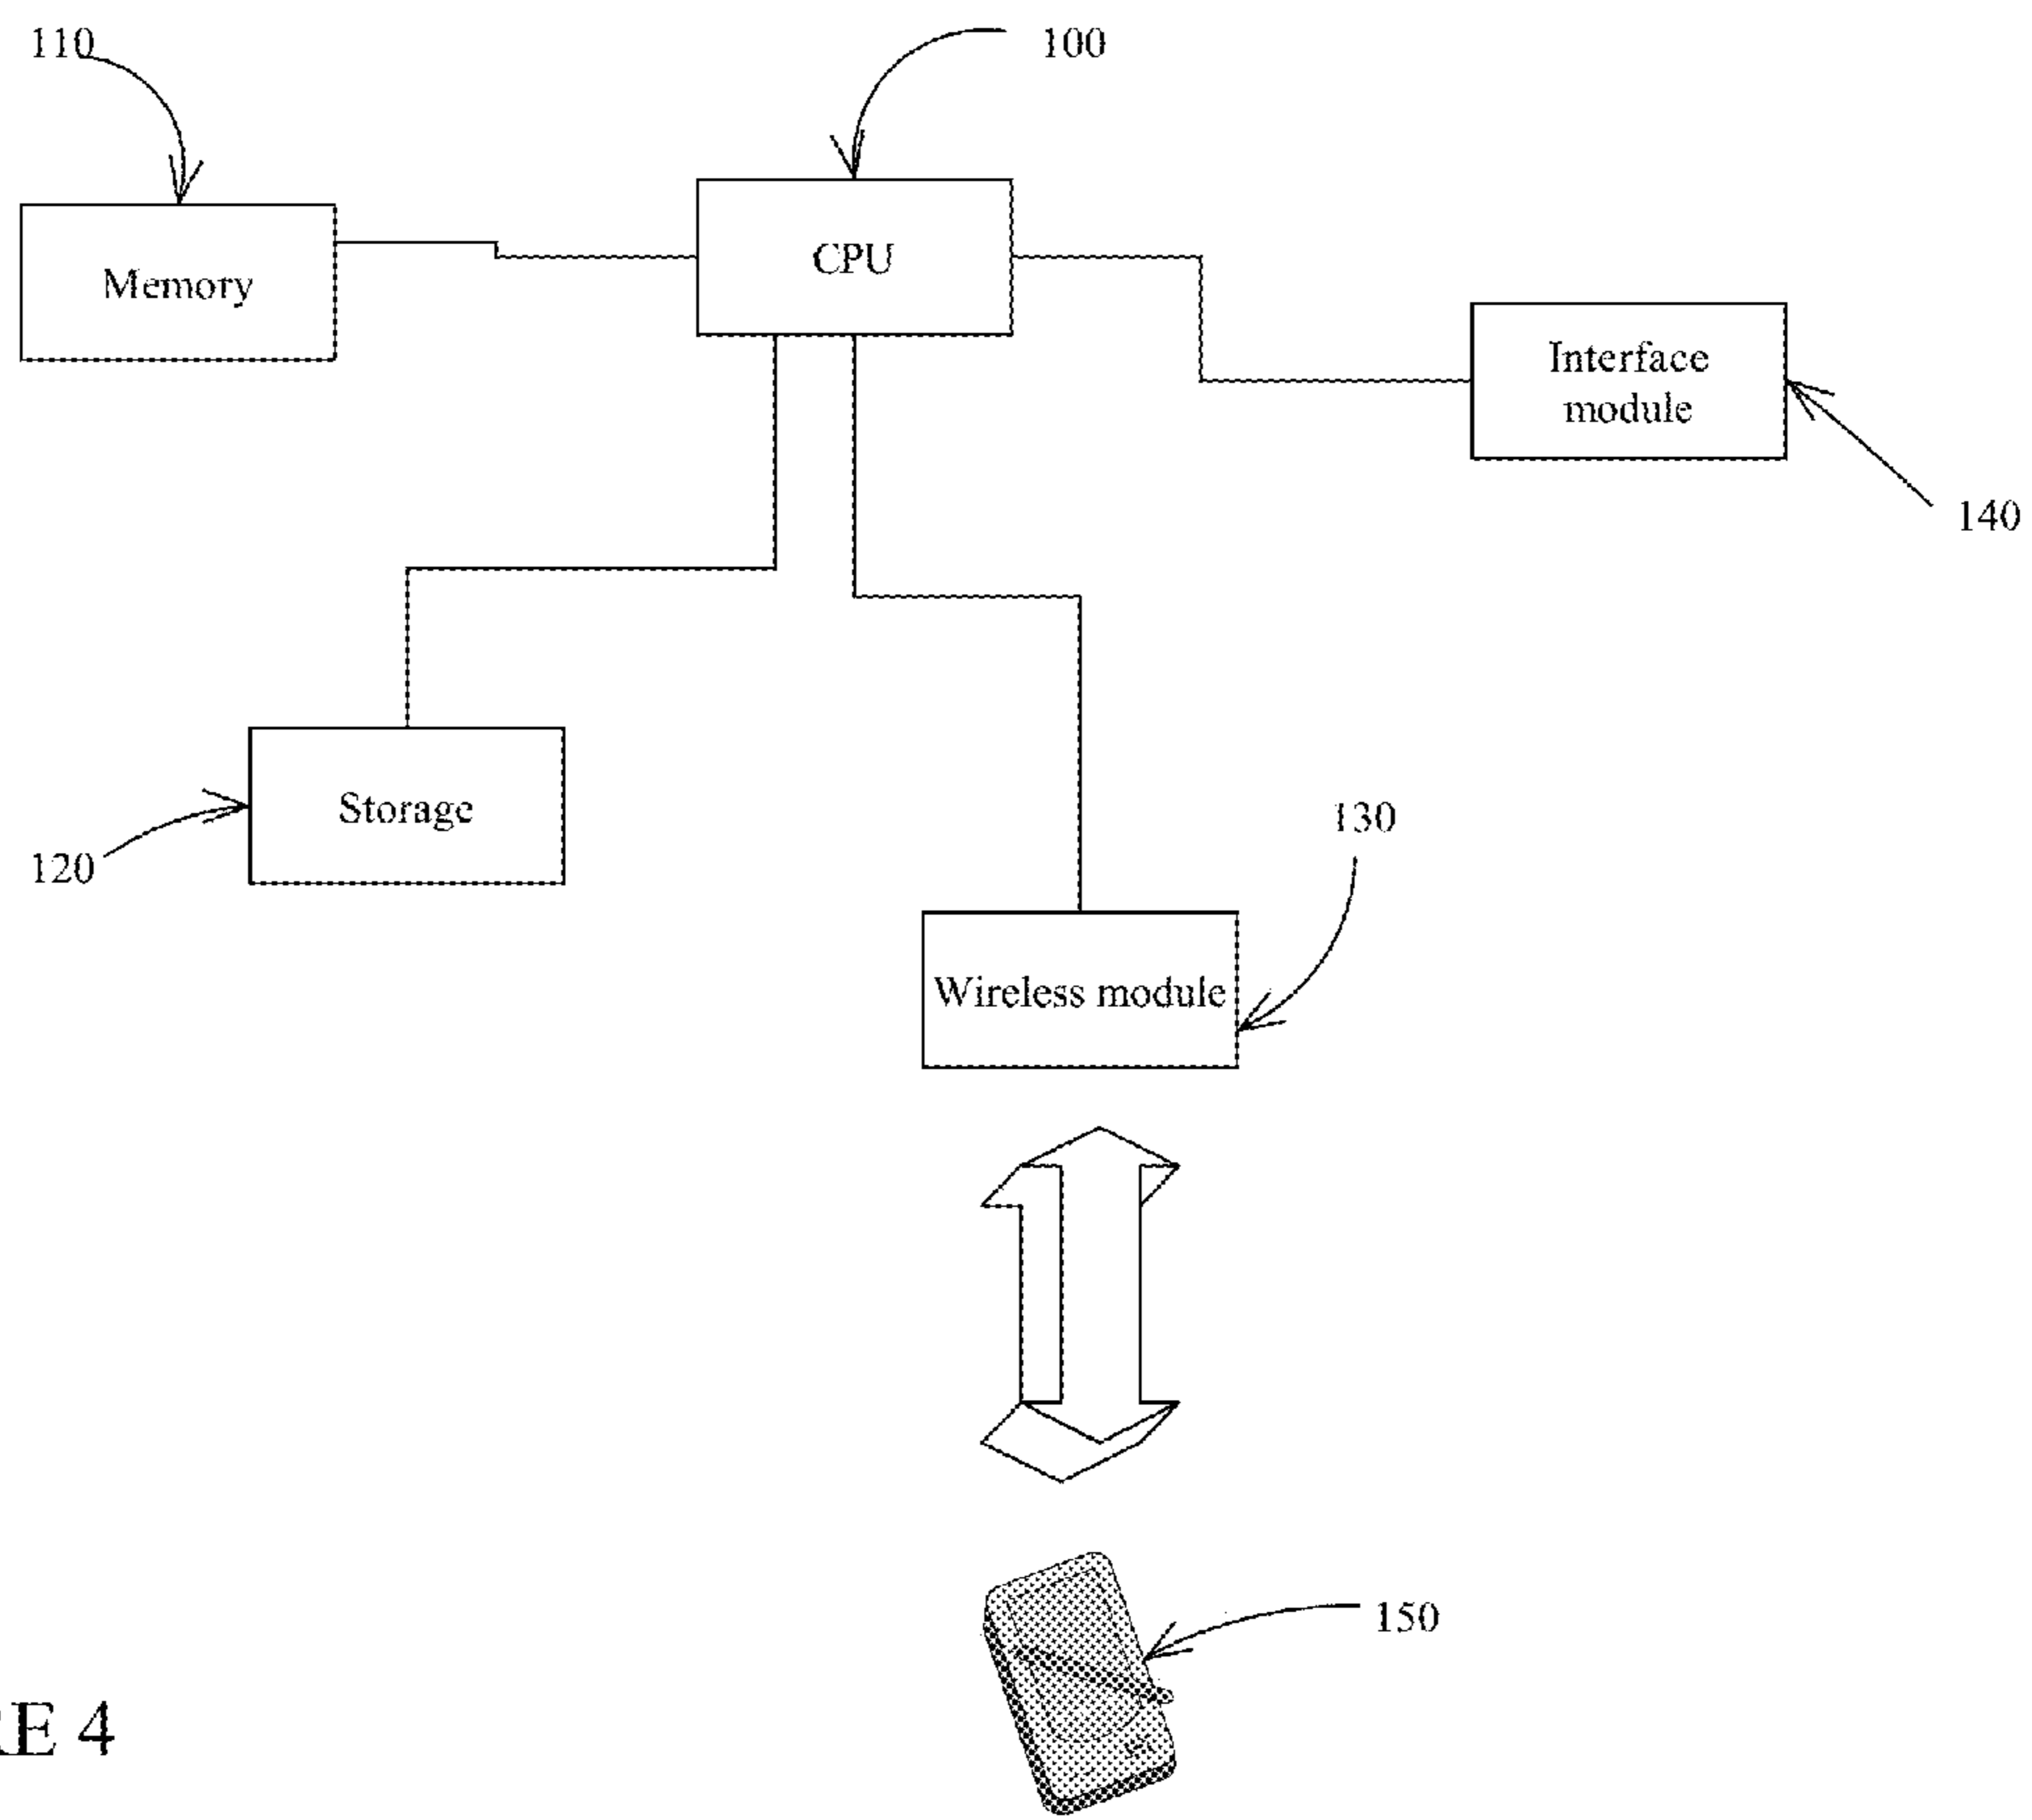 110
100
CPU
Memory
Interface
module
140
Storage
130
120
Wireless module
150
RE 4